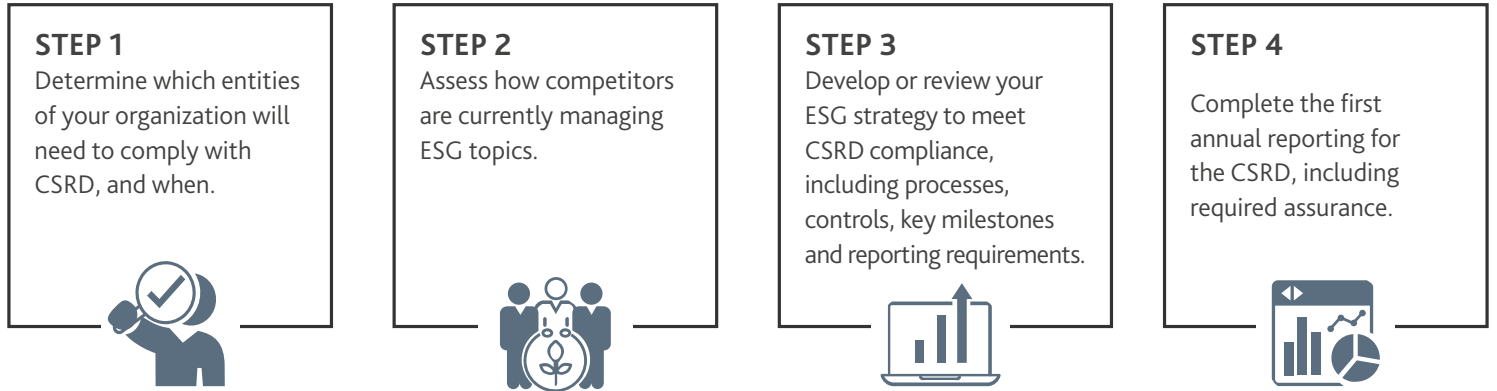 STEP 1
Determine which entities
of your organization will
need to comply with
CSRD, and when.
STEP 2
Assess how competitors
are currently managing
ESG topics.
STEP 3
Develop or review your
ESG strategy to meet
CSRD compliance,
including processes,
controls, key milestones
and reporting requirements.
STEP 4
Complete the first
annual reporting for
the CSRD, including
required assurance.